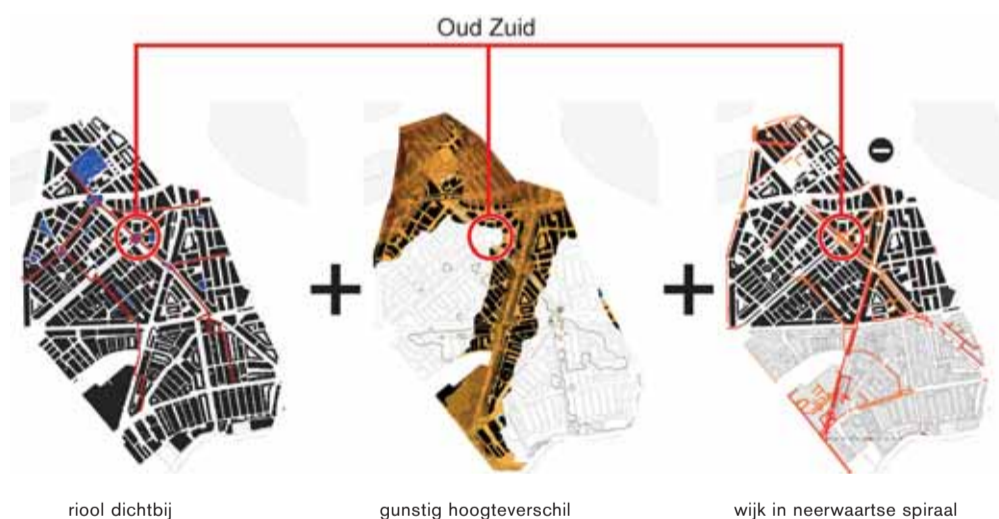 Oud Zuid
+ +
riool dichtbij gunstig hoogteverschil wijk in neerwaartse spiraal